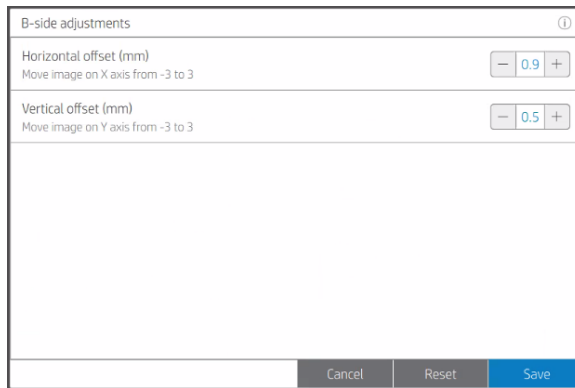 B-side adjustments
Horizontal offset (mm)
Move image on X axis from -3 to 3
− 0.9 +
Vertical offset (mm)
Move image on Y axis from -3 to 3
− 0.5 +
Cancel Reset Save